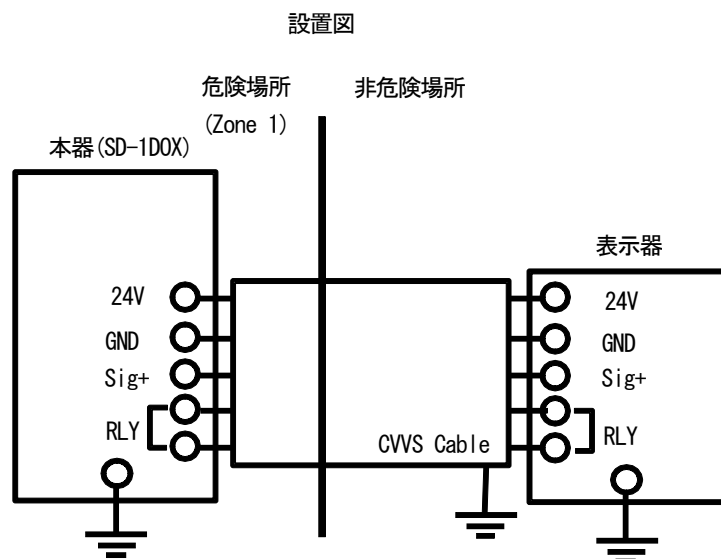 設置図
危険場所
(Zone 1)
非危険場所
本器(SD-1DOX)
表示器
24V
GND
Sig+
RLY
CVVS Cable
24V
GND
Sig+
RLY